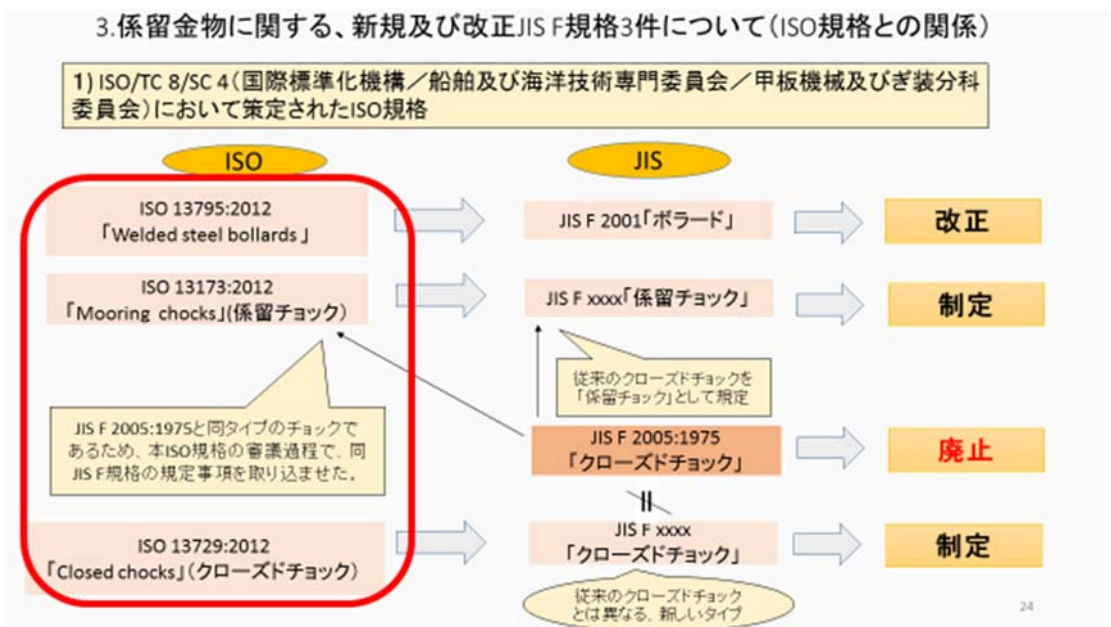 3.係留金物に関する、新規及び改正JIS F規格3件について(ISO規格との関係)
1) ISO/TC 8/SC 4(国際標準化機構／船舶及び海洋技術専門委員会／甲板機械及びぎ装分科
委員会)において策定されたISO規格
ISO
JIS
ISO 13795:2012
「Welded steel bollards 」
JIS F 2001「ボラード」
改正
ISO 13173:2012
「Mooring chocks」(係留チョック)
JIS F xxxx「係留チョック」
制定
従来のクローズドチョックを
「係留チョック」として規定
JIS F 2005:1975と同タイプのチョックで
あるため、本ISO規格の審議過程で、同
JIS F規格の規定事項を取り込ませた。
JIS F 2005:1975
「クローズドチョック」
廃止
ISO 13729:2012
「Closed chocks」(クローズドチョック)
JIS F xxxx
「クローズドチョック」
制定
従来のクローズドチョック
とは異なる、新しいタイプ
24